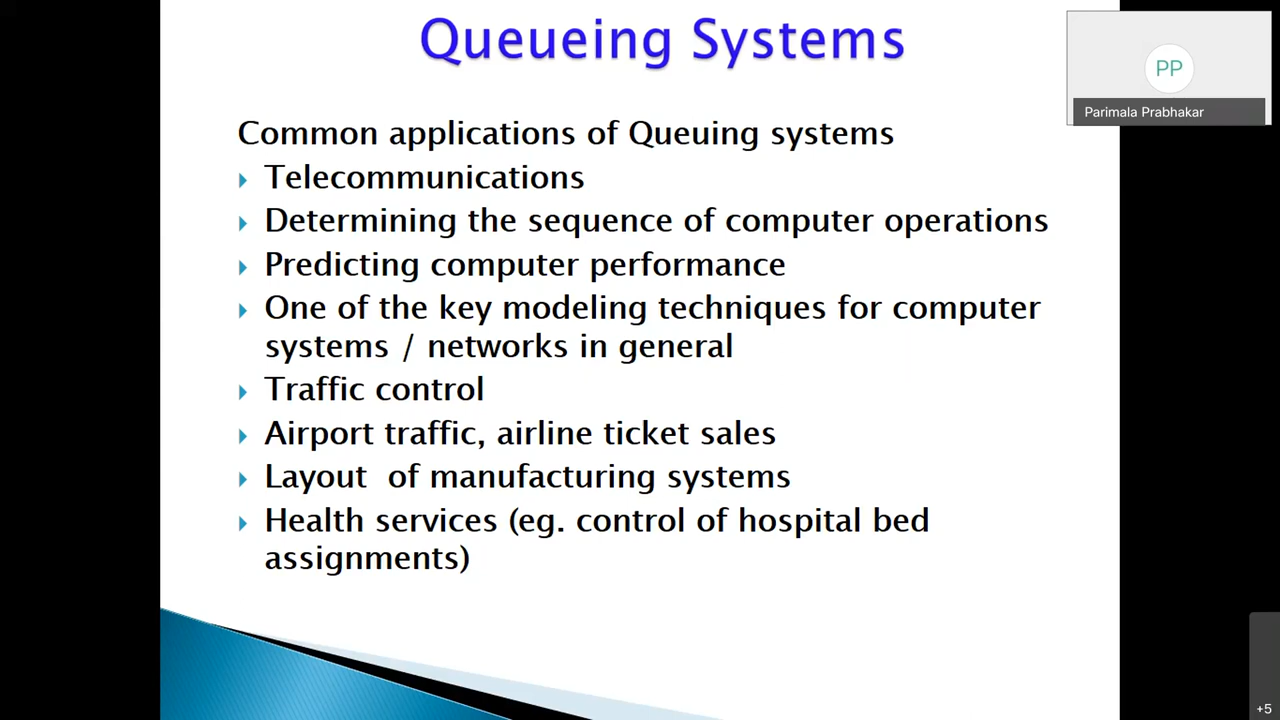 Queueing Systems
PP
Parimala Prabhakar
Common applications of Queuing systems
Telecommunications
Determining the sequence of computer operations
Predicting computer performance
One of the key modeling techniques for computer
systems / networks in general
Traffic control
Airport traffic, airline ticket sales
Layout  of manufacturing systems
Health services (eg. control of hospital bed
assignments)
+5